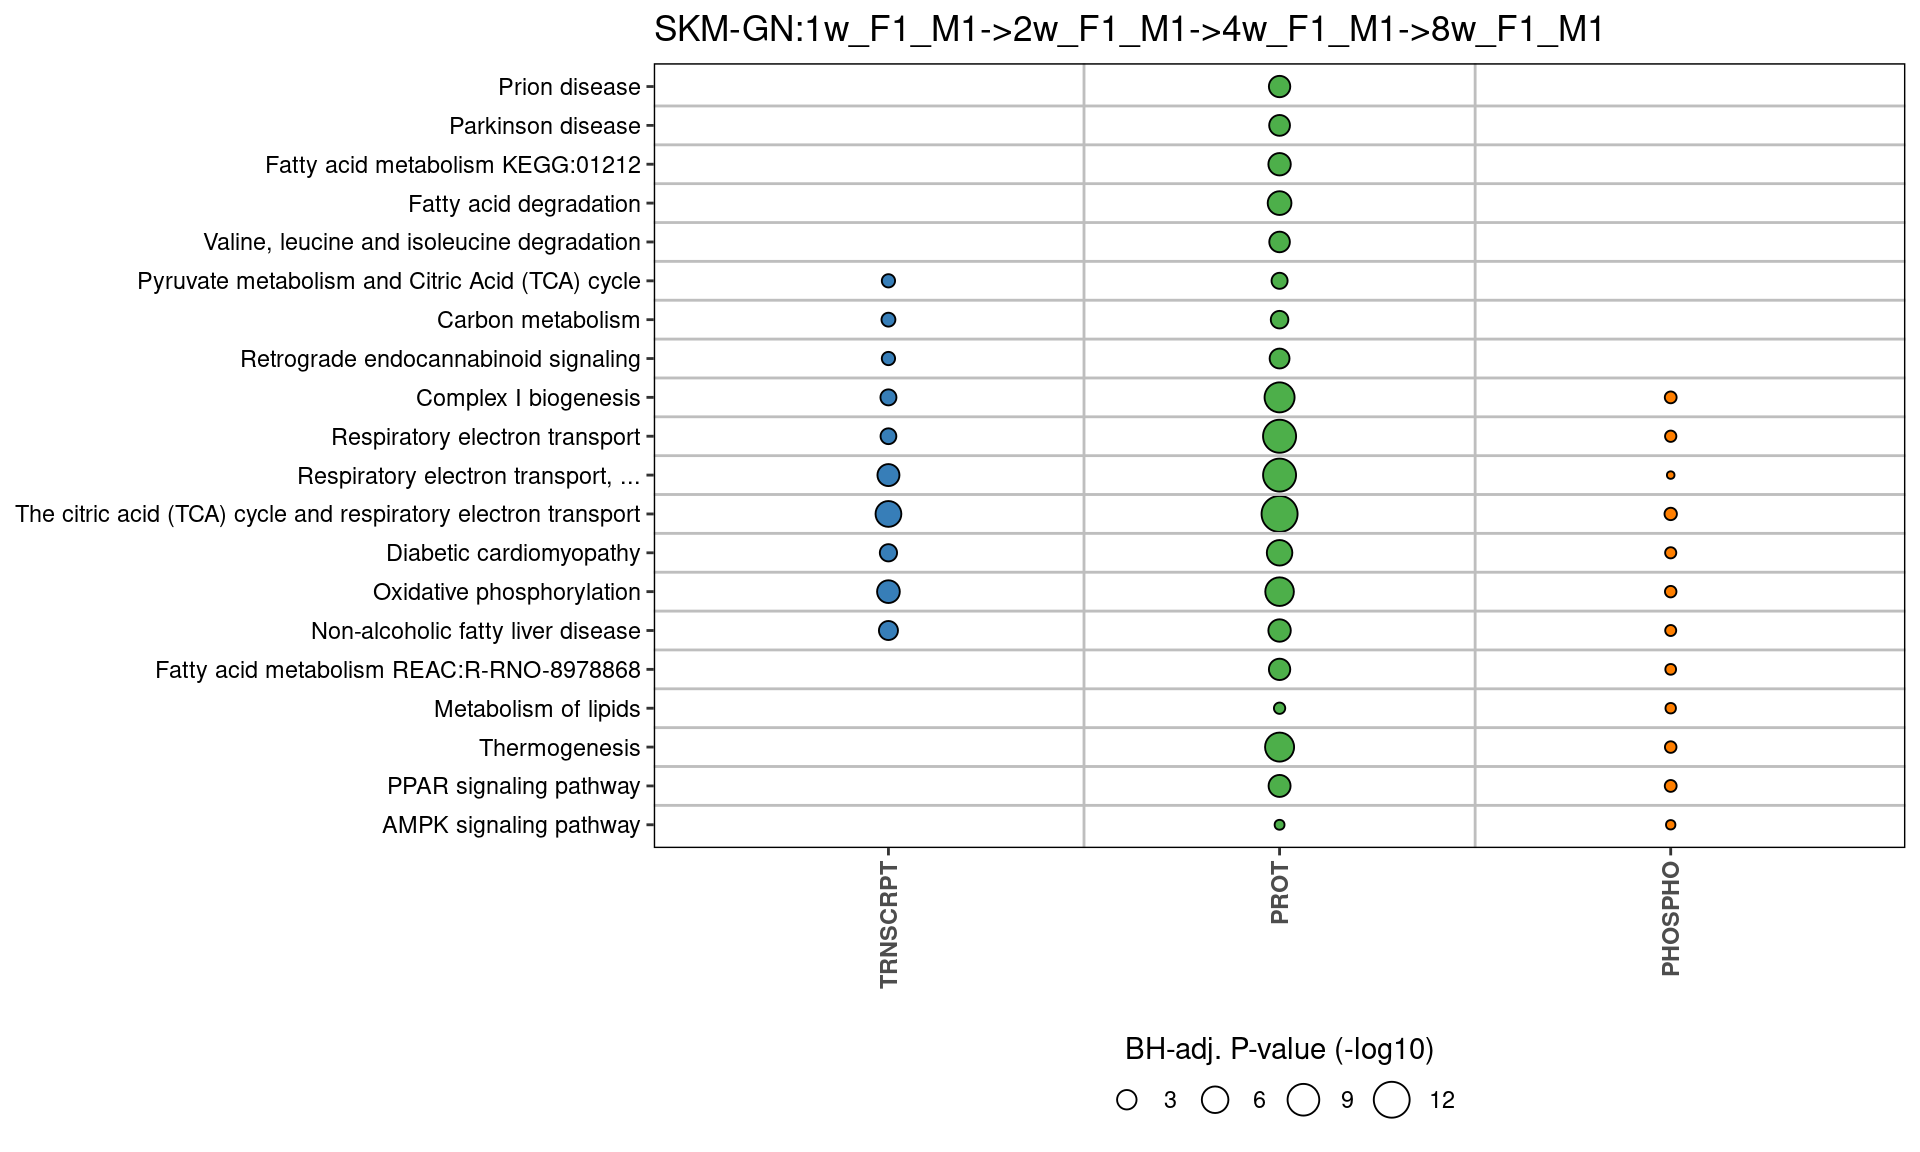 SKM-GN:1w_F1_M1->2w_F1_M1->4w_F1_M1->8w_F1_M1
Prion disease
Parkinson disease
Fatty acid metabolism KEGG:01212
Fatty acid degradation
Valine, leucine and isoleucine degradation
Pyruvate metabolism and Citric Acid (TCA) cycle
Carbon metabolism
Retrograde endocannabinoid signaling
Complex I biogenesis
Respiratory electron transport
Respiratory electron transport, ...
The citric acid (TCA) cycle and respiratory electron transport
Diabetic cardiomyopathy
Oxidative phosphorylation
Non-alcoholic fatty liver disease
Fatty acid metabolism REAC:R-RNO-8978868
Metabolism of lipids
Thermogenesis
PPAR signaling pathway
AMPK signaling pathway
TRNSCRPT
PROT
PHOSPHO
BH-adj. P-value (-log10)
3 6 9 12